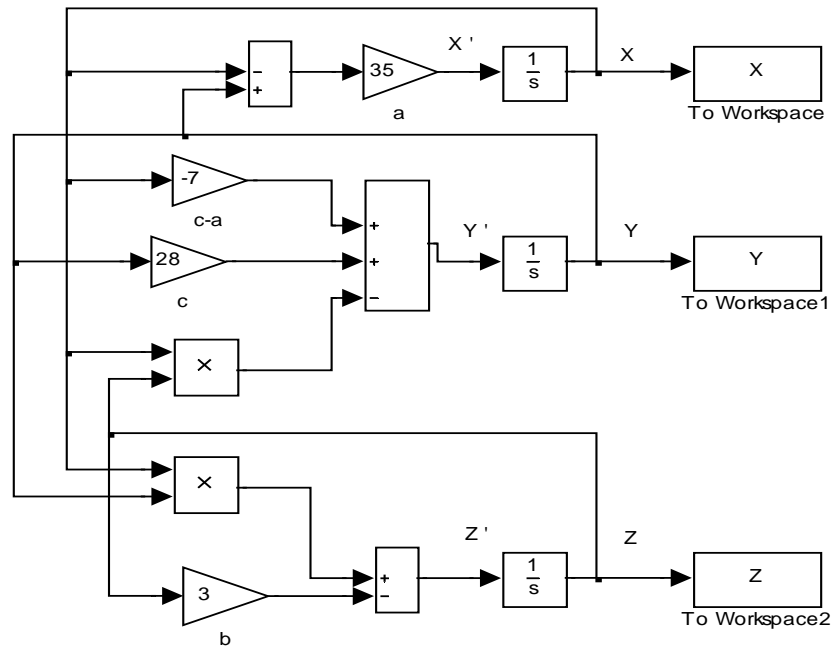 X '
1
s
X
X
To Workspace
−
+
35
a
-7
c-a
28
c
+
+
−
Y '
1
s
Y
Y
To Workspace1
×
×
3
b
+
−
Z '
1
s
Z
Z
To Workspace2